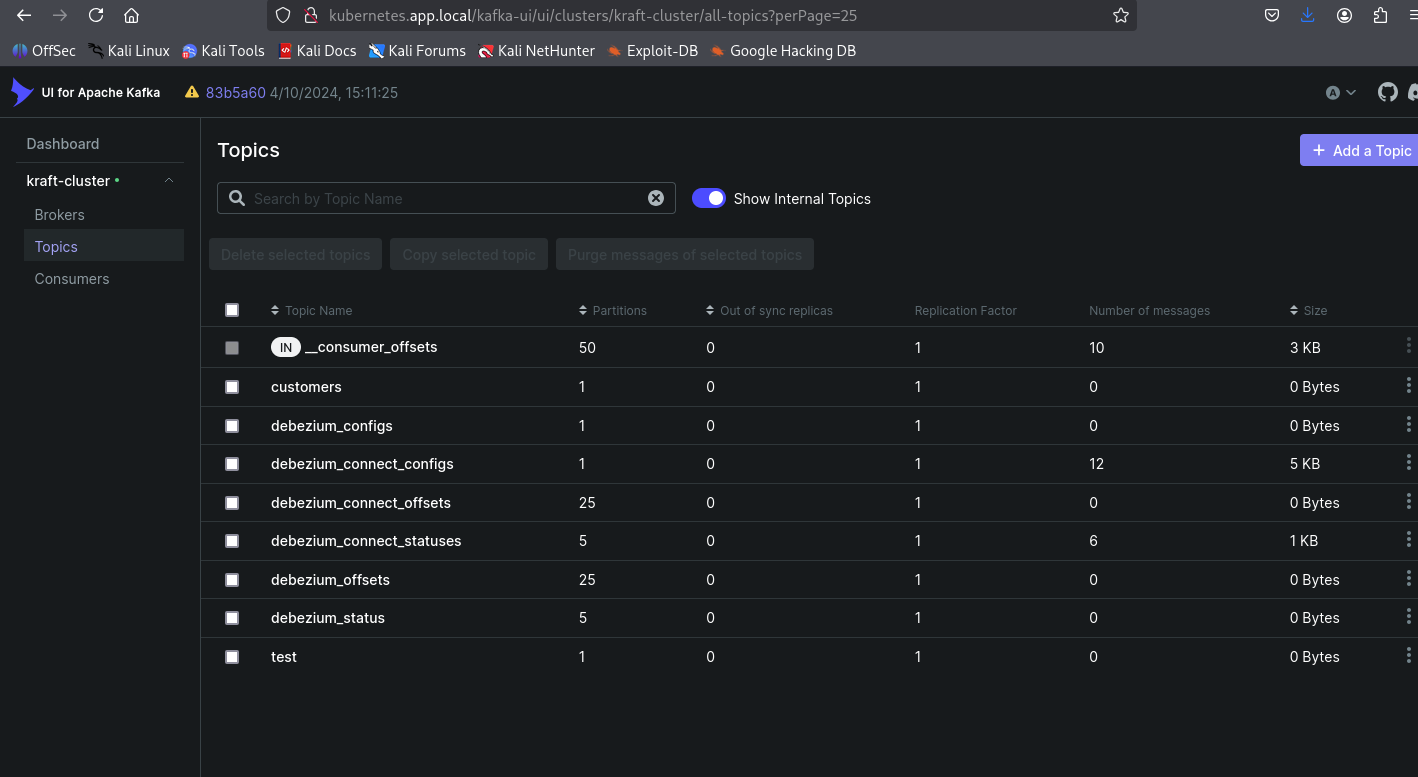 kubernetes.app.local/kafka-ui/ui/clusters/kraft-cluster/all-topics?perPage=25
OffSec Kali Linux Kali Tools Kali Docs Kali Forums Kali NetHunter Exploit-DB Google Hacking DB
UI for Apache Kafka 83b5a60 4/10/2024, 15:11:25 A
Dashboard
kraft-cluster
Brokers
Topics
Consumers
Topics
+ Add a Topic
Search by Topic Name Show Internal Topics
Delete selected topics Copy selected topic Purge messages of selected topics
Topic Name Partitions Out of sync replicas Replication Factor Number of messages Size
IN __consumer_offsets 50 0 1 10 3 KB
customers 1 0 1 0 0 Bytes
debezium_configs 1 0 1 0 0 Bytes
debezium_connect_configs 1 0 1 12 5 KB
debezium_connect_offsets 25 0 1 0 0 Bytes
debezium_connect_statuses 5 0 1 6 1 KB
debezium_offsets 25 0 1 0 0 Bytes
debezium_status 5 0 1 0 0 Bytes
test 1 0 1 0 0 Bytes